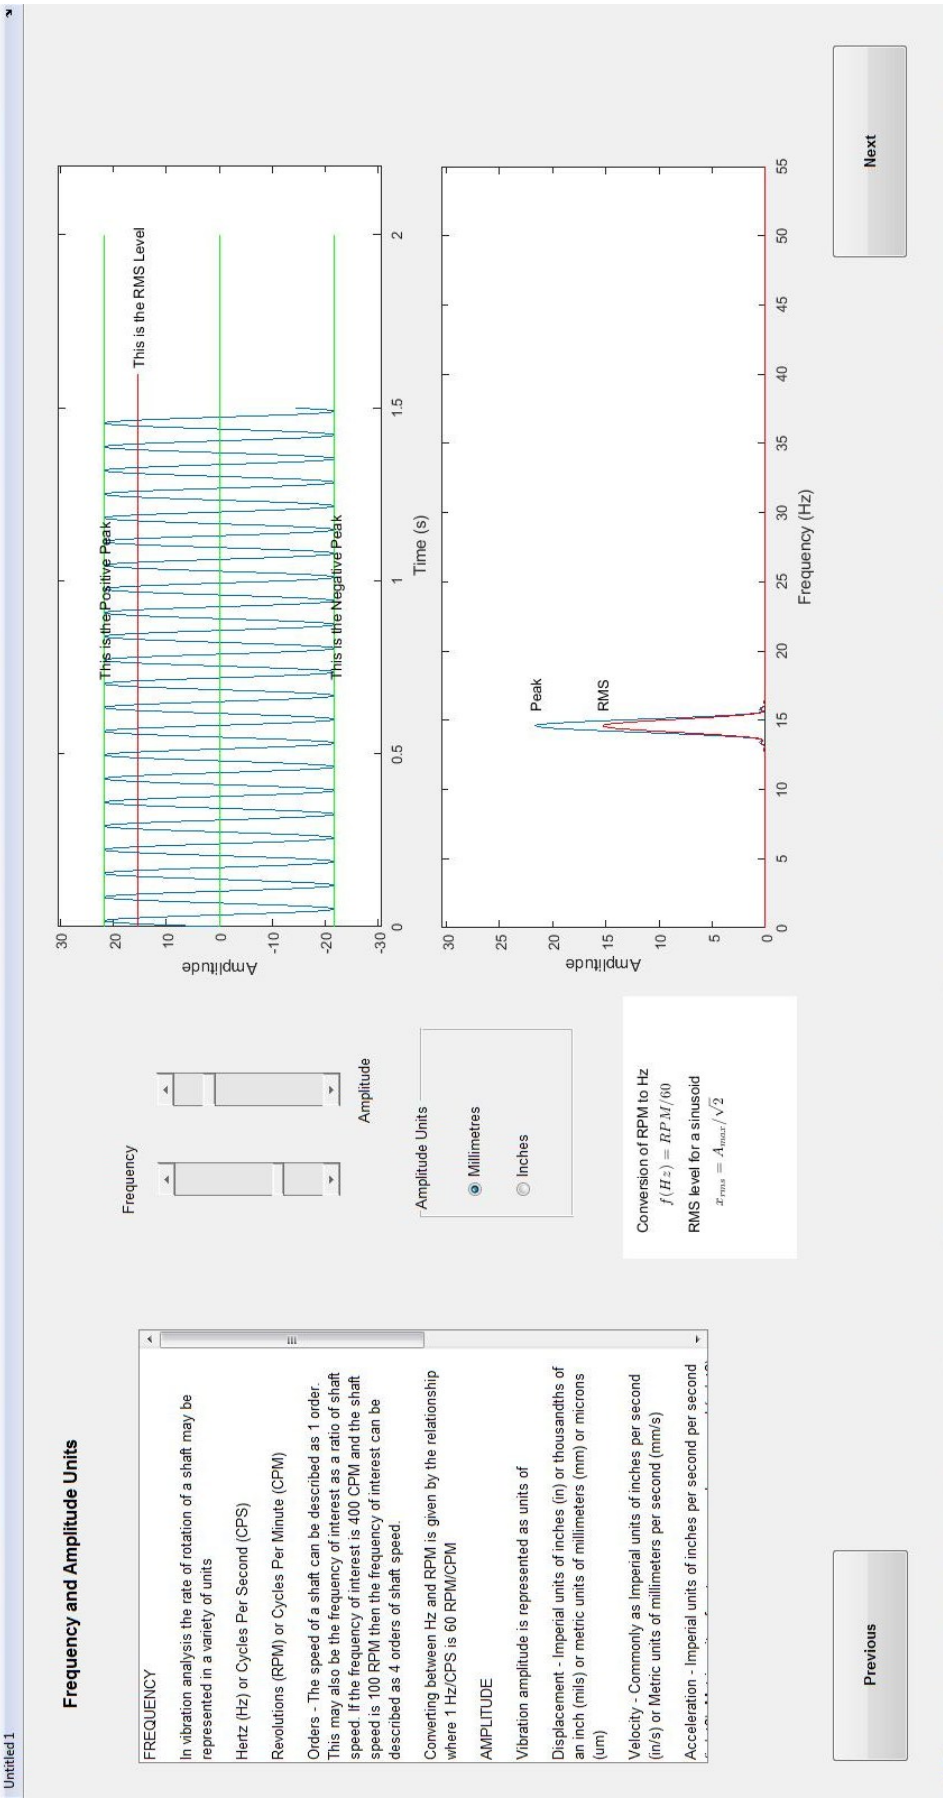 Untitled 1
Frequency and Amplitude Units
FREQUENCY
In vibration analysis the rate of rotation of a shaft may be
represented in a variety of units
Hertz (Hz) or Cycles Per Second (CPS)
Revolutions (RPM) or Cycles Per Minute (CPM)
Orders - The speed of a shaft can be described as 1 order.
This may also be the frequency of interest as a ratio of shaft
speed. If the frequency of interest is 400 CPM and the shaft
speed is 100 RPM then the frequency of interest can be
described as 4 orders of shaft speed.
Converting between Hz and RPM is given by the relationship
where 1 Hz/CPS is 60 RPM/CPM
AMPLITUDE
Vibration amplitude is represented as units of
Displacement - Imperial units of inches (in) or thousandths of
an inch (mils) or metric units of millimeters (mm) or microns
(um)
Velocity - Commonly as Imperial units of inches per second
(in/s) or Metric units of millimeters per second (mm/s)
Acceleration - Imperial units of inches per second per second
Previous
Frequency
Amplitude
Amplitude Units
Millimetres
Inches
Conversion of RPM to Hz
f(Hz) = RPM/60
RMS level for a sinusoid
x_{rms} = A_{max}/√2
Amplitude
30
20
10
0
-10
-20
-30
This is the Positive Peak
This is the RMS Level
This is the Negative Peak
0
0.5
1
1.5
2
Time (s)
Amplitude
30
25
20
15
10
5
0
Peak
RMS
0
5
10
15
20
25
30
35
40
45
50
55
Frequency (Hz)
Next